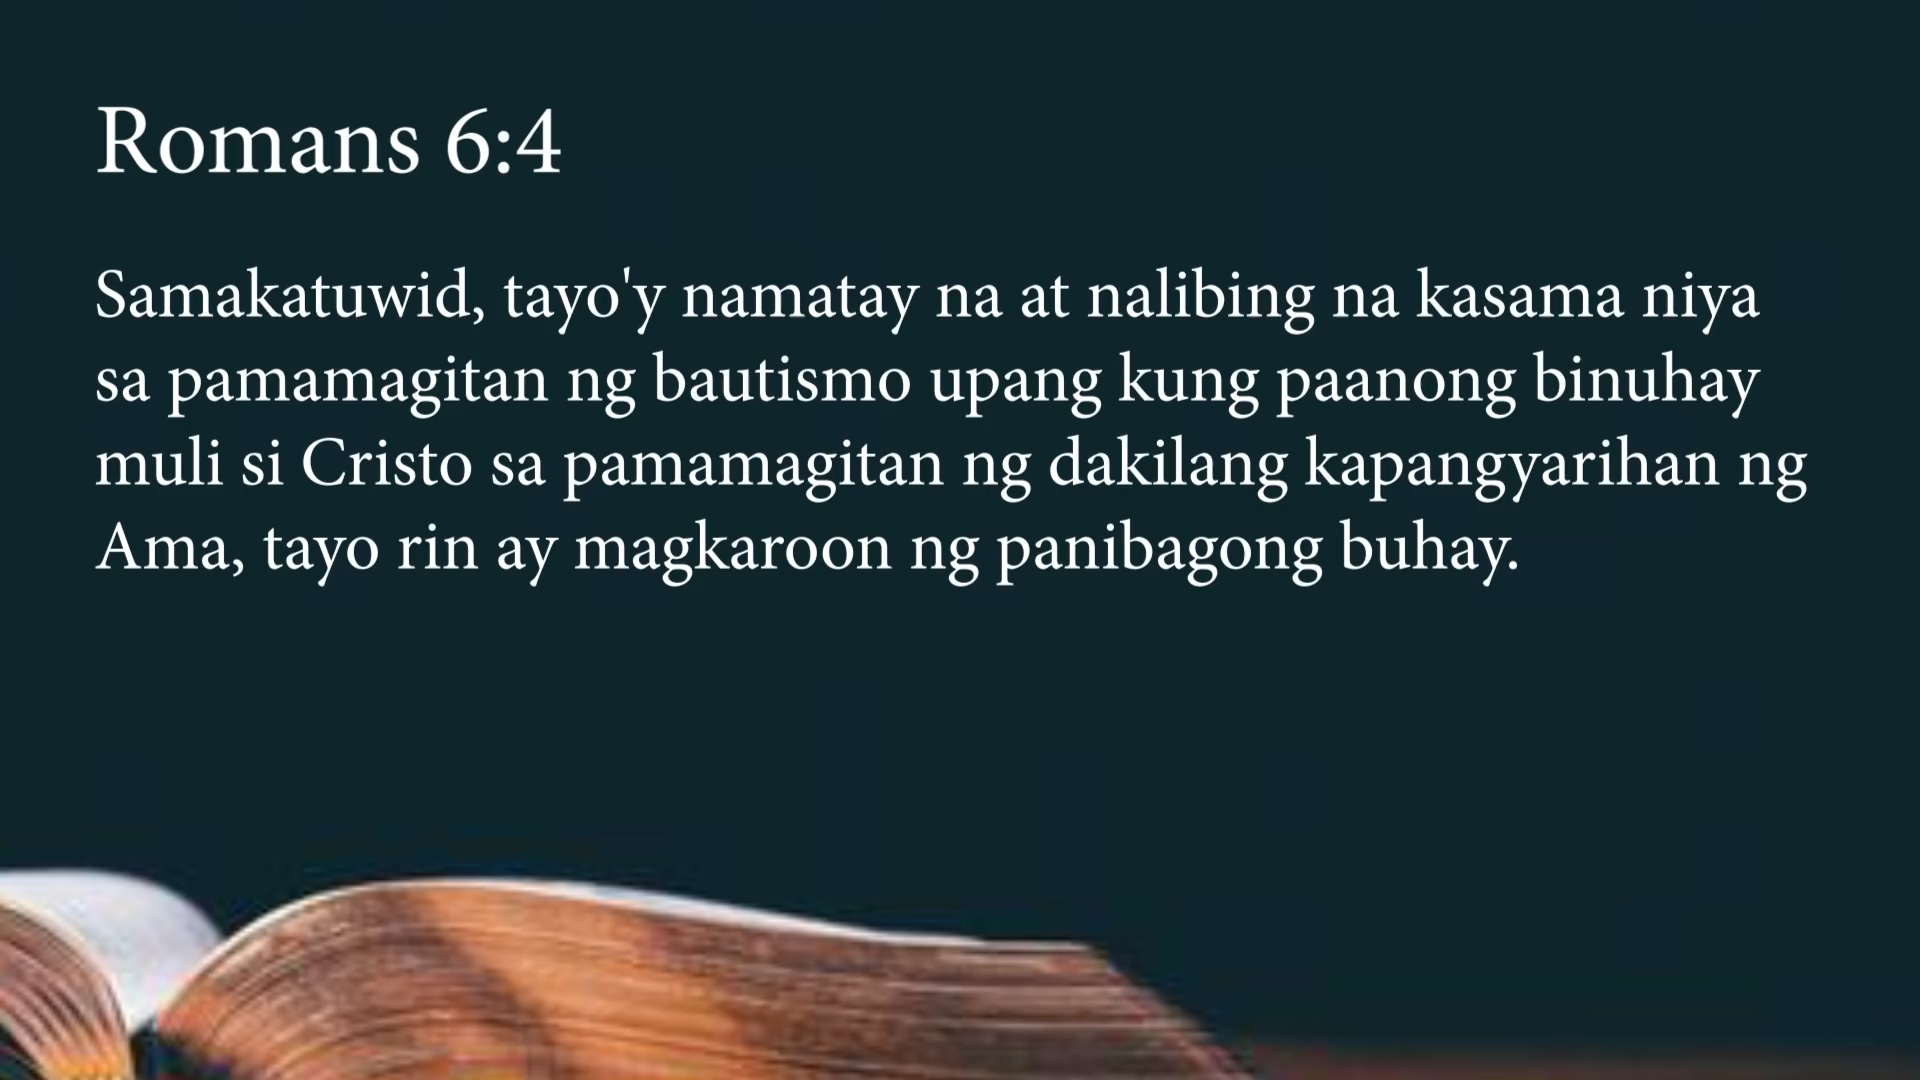 Romans 6:4
Samakatuwid, tayo'y namatay na at nalibing na kasama niya
sa pamamagitan ng bautismo upang kung paanong binuhay
muli si Cristo sa pamamagitan ng dakilang kapangyarihan ng
Ama, tayo rin ay magkaroon ng panibagong buhay.